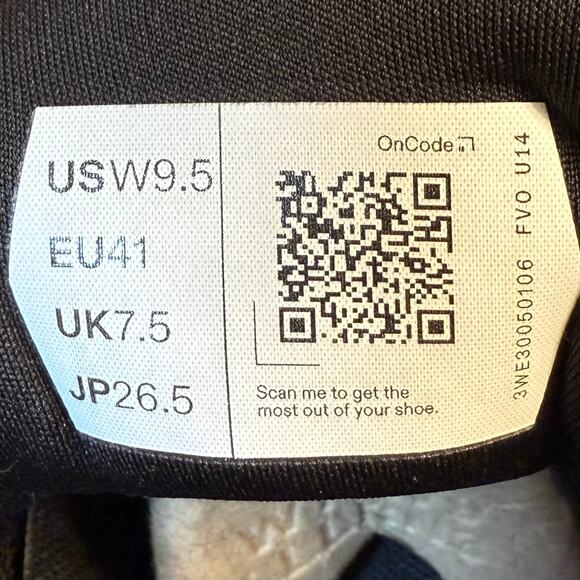 USW9.5
EU41
UK7.5
JP26.5
OnCode
Scan me to get the
most out of your shoe.
3WE30050106 FVO U14